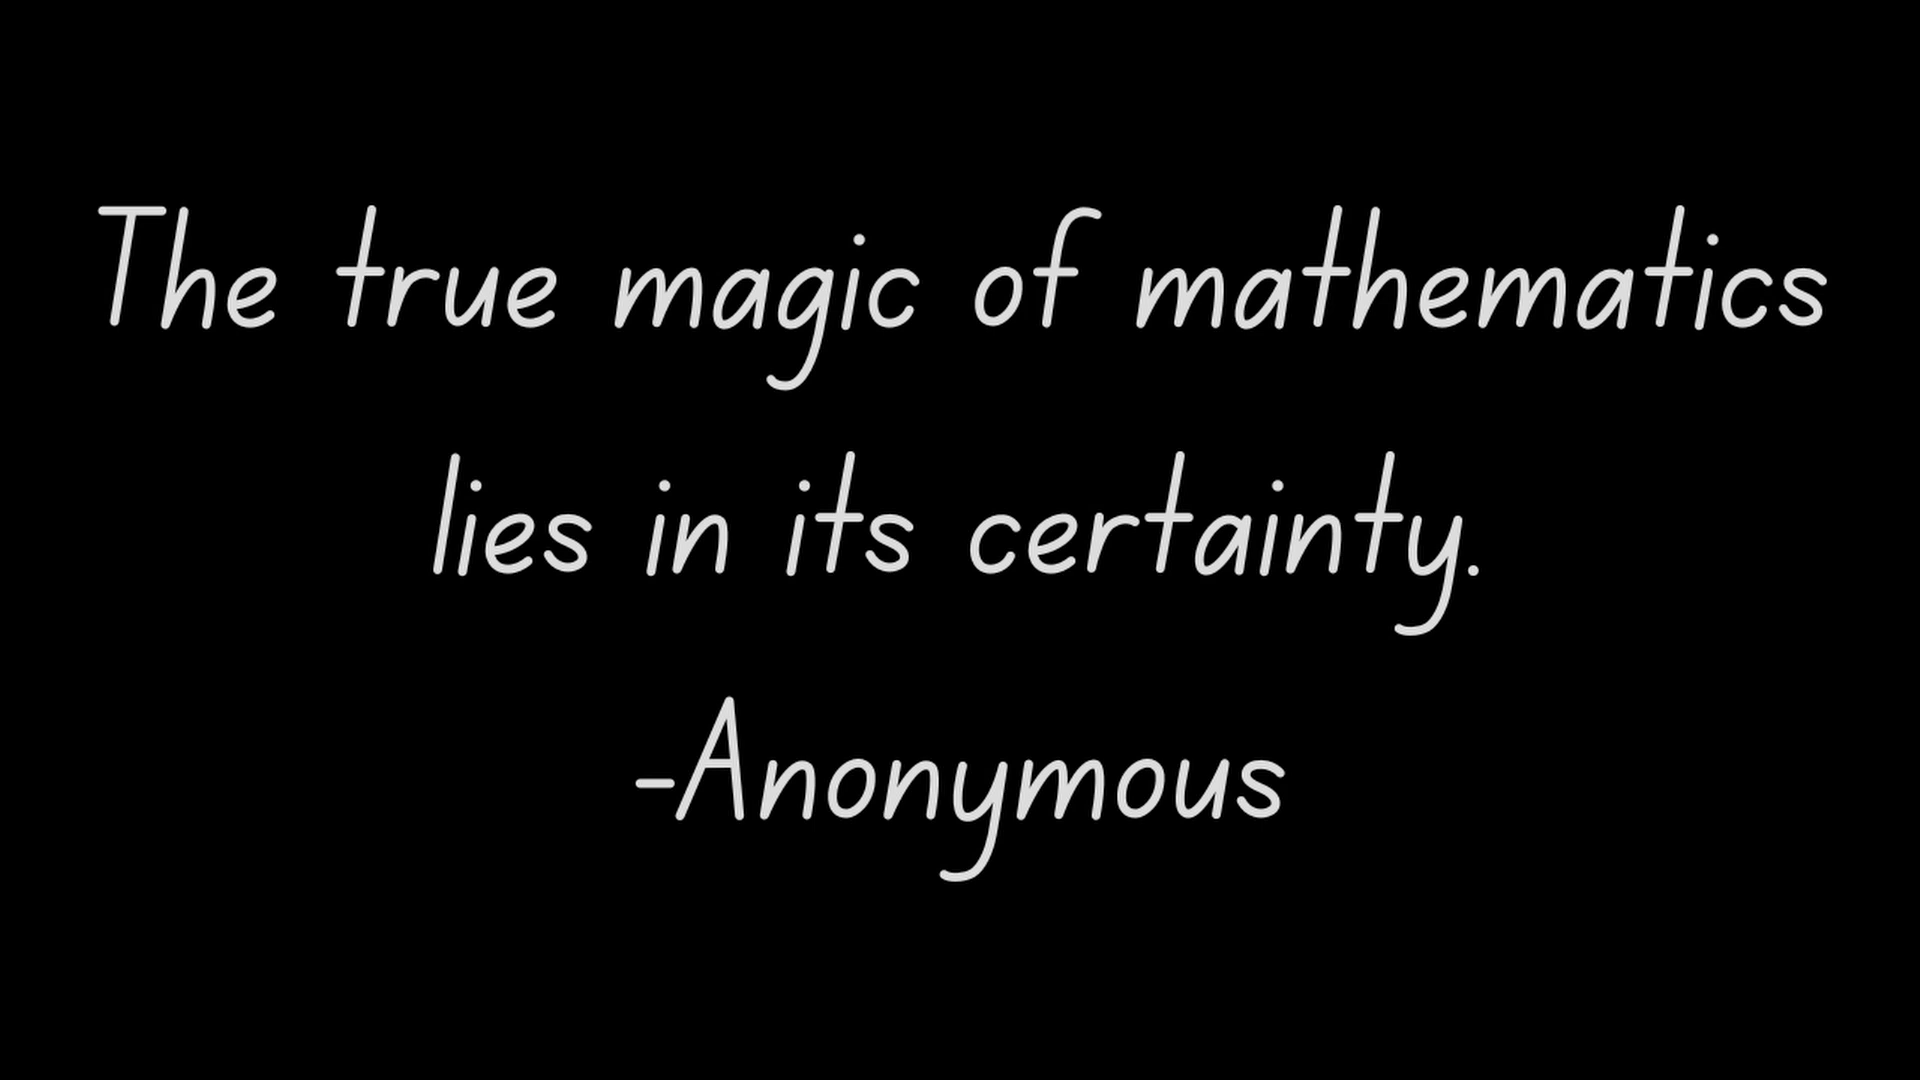 The true magic of mathematics
lies in its certainty.
-Anonymous